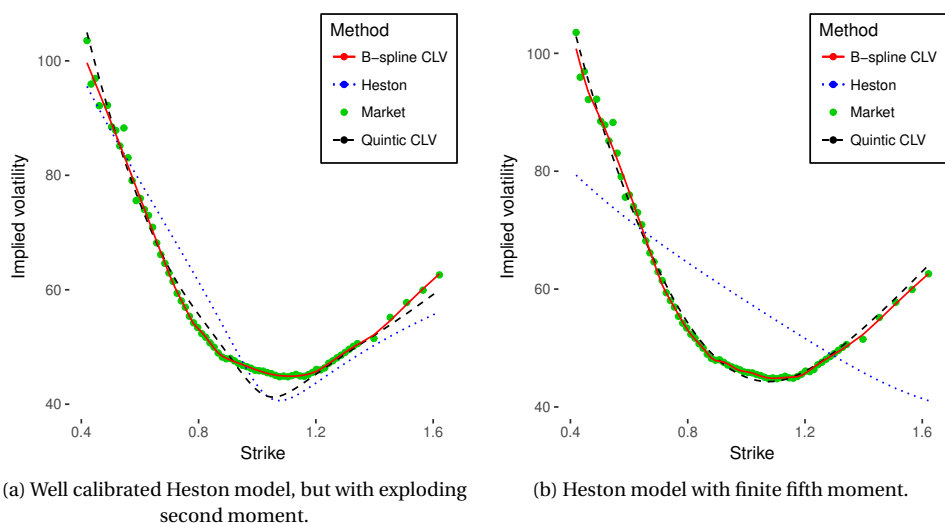 Method
B-spline CLV
Heston
Market
Quintic CLV
100
80
60
40
Implied volatility
0.4 0.8 1.2 1.6
Strike
(a) Well calibrated Heston model, but with exploding
second moment.
Method
B-spline CLV
Heston
Market
Quintic CLV
100
80
60
40
Implied volatility
0.4 0.8 1.2 1.6
Strike
(b) Heston model with finite fifth moment.